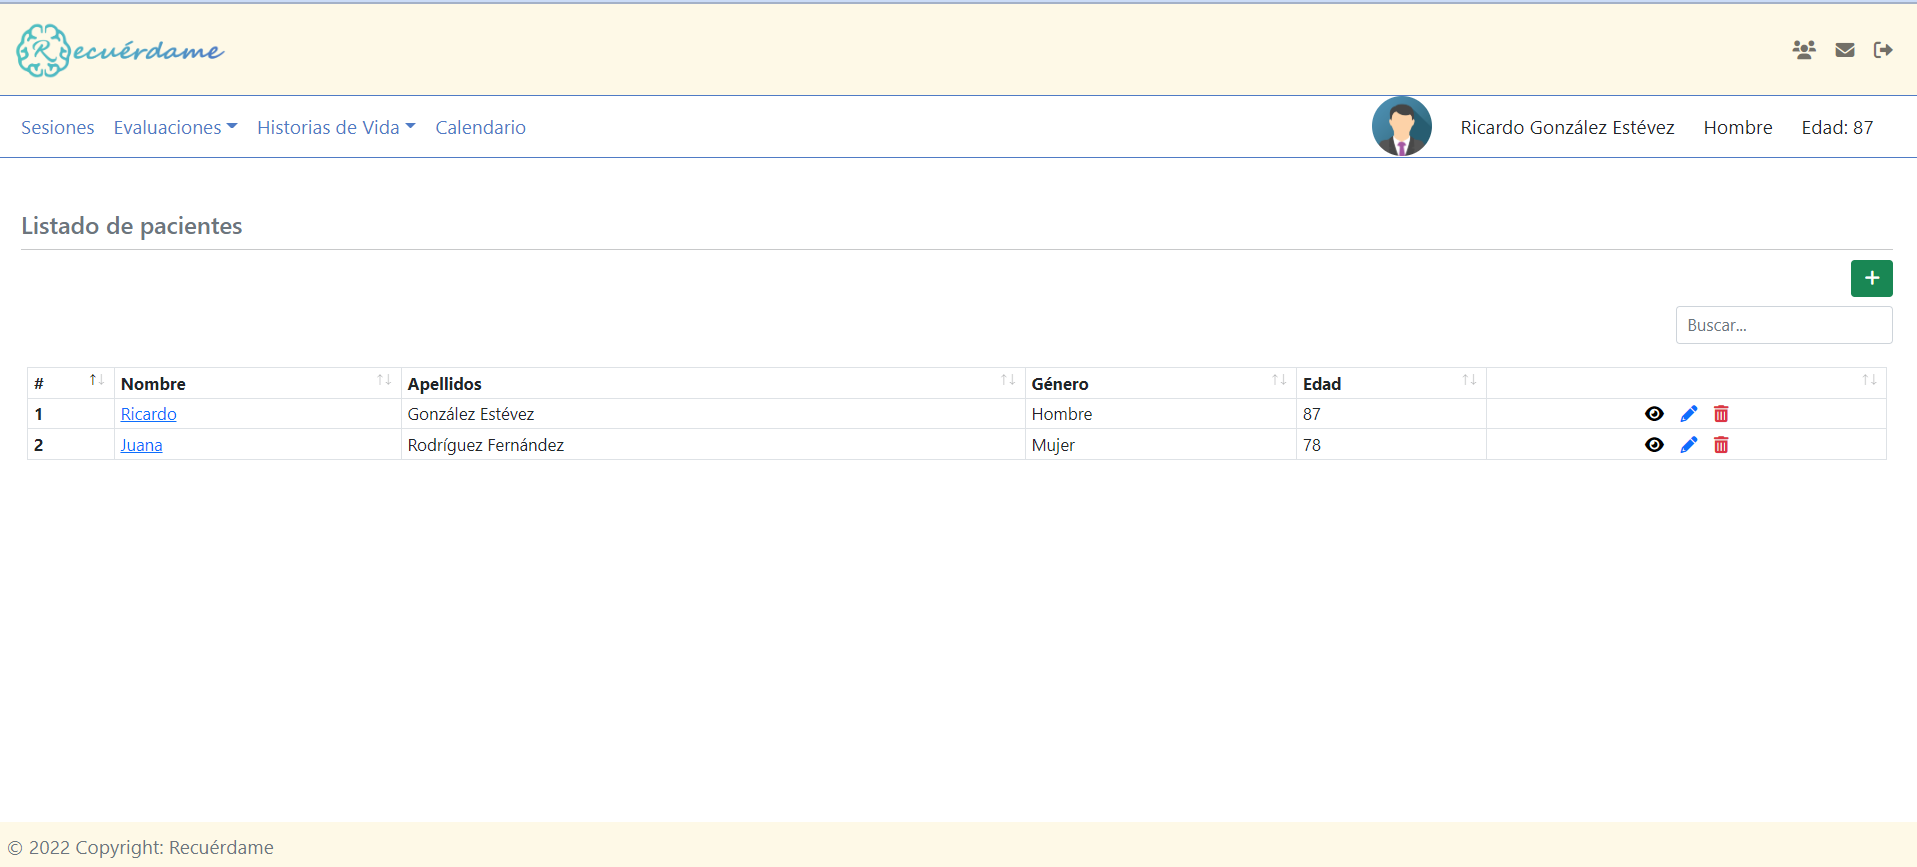 Recuérdame
Sesiones Evaluaciones Historias de Vida Calendario Ricardo González Estévez Hombre Edad: 87
Listado de pacientes
+
Buscar...
# Nombre Apellidos Género Edad
1 Ricardo González Estévez Hombre 87
2 Juana Rodríguez Fernández Mujer 78
© 2022 Copyright: Recuérdame